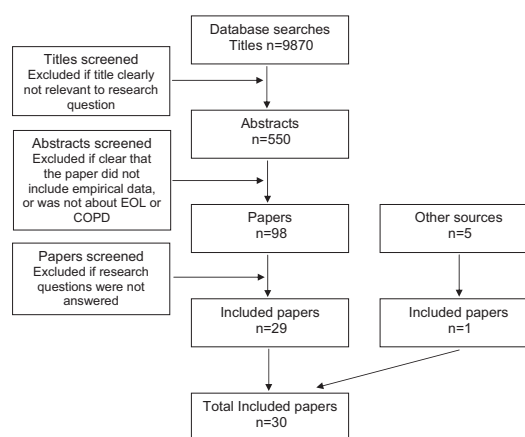 Database searches
Titles n=9870
Titles screened
Excluded if title clearly
not relevant to research
question
Abstracts
n=550
Abstracts screened
Excluded if clear that
the paper did not
include empirical data,
or was not about EOL or
COPD
Papers
n=98
Other sources
n=5
Papers screened
Excluded if research
questions were not
answered
Included papers
n=29
Included papers
n=1
Total Included papers
n=30